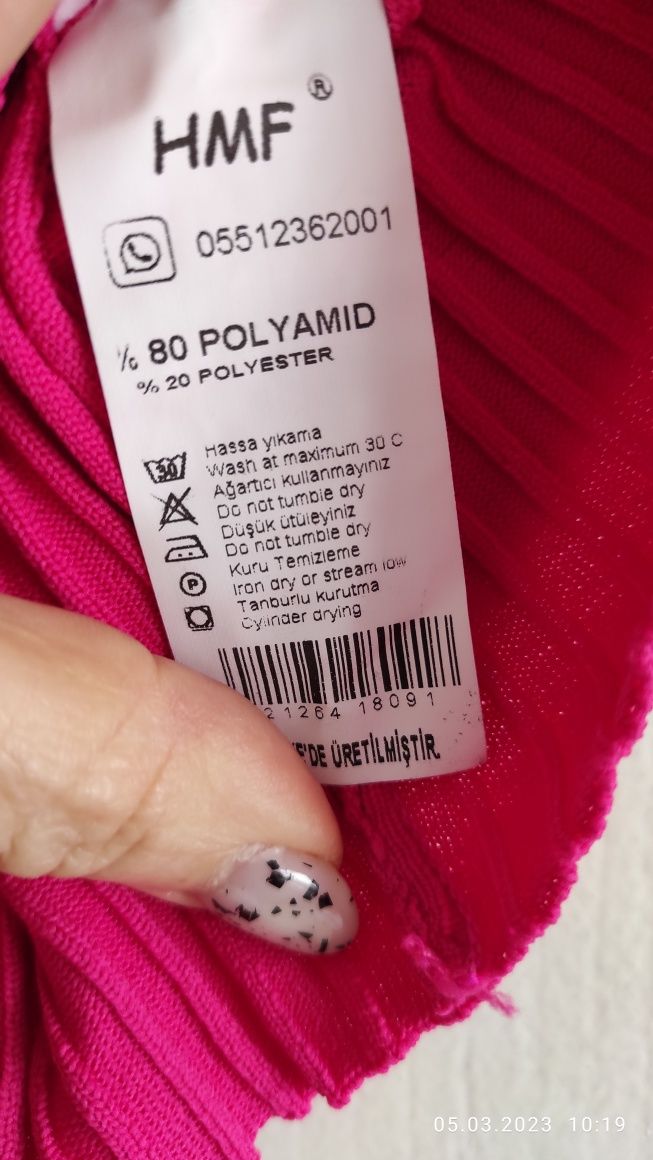 HMF ®
05512362001
% 80 POLYAMID
% 20 POLYESTER
Hassa yıkama
30
Wash at maximum 30 C
Ağartıcı kullanmayınız
Do not tumble dry
Düşük ütüleyiniz
Do not tumble dry
Kuru Temizleme
P
Iron dry or stream low
Tanburlu kurutma
Cylinder drying
21264 18091
E'DE ÜRETİLMİŞTİR.
05.03.2023 10:19